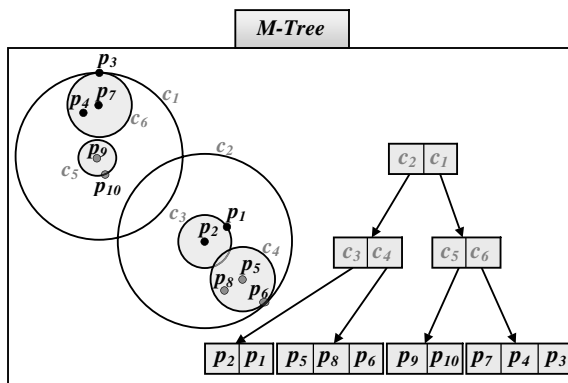 M-Tree
p3
c1
p4 p7
c6
p9
c5
p10
c2
c2 c1
c3 p1
p2
c4
p5
p8 p6
c3 c4
c5 c6
p2 p1
p5 p8 p6
p9 p10
p7 p4 p3